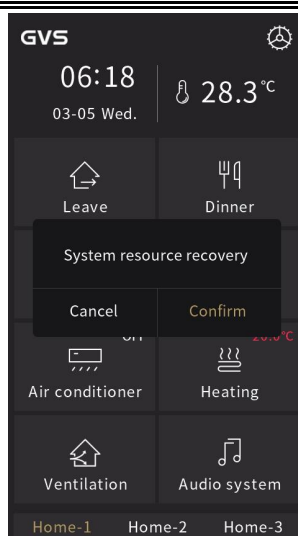 GVS
06:18
28.3°C
03-05 Wed.
Leave
Dinner
System resource recovery
Cancel
Confirm
Air conditioner
Heating
Ventilation
Audio system
Home-1
Home-2
Home-3